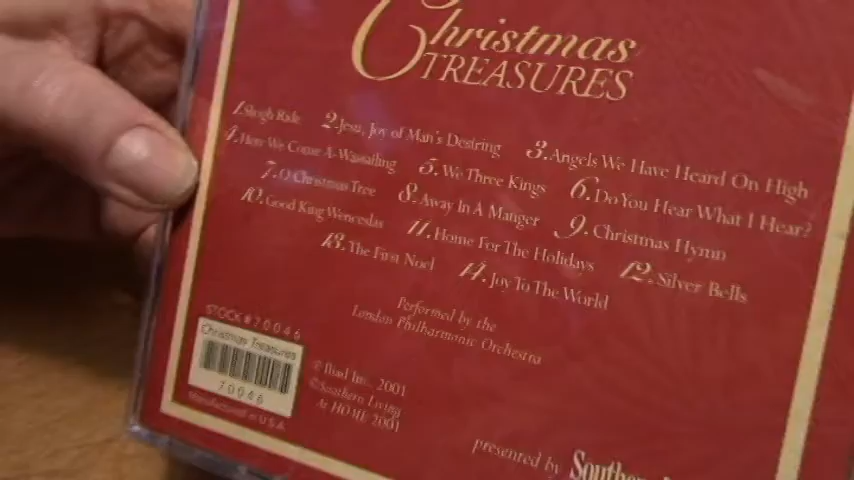 Christmas
TREASURES
1. Sleigh Ride 2. Jesu, Joy of Man's Desiring 3. Angels We Have Heard On High
4. Here We Come A-Wassailing 5. We Three Kings 6. Do You Hear What I Hear?
7. O Christmas Tree 8. Away In A Manger 9. Christmas Hymn
10. Good King Wenceslas 11. Home For The Holidays 12. Silver Bells
13. The First Noel 14. Joy To The World
Performed by the
London Philharmonic Orchestra
STOCK #70046
Christmas Treasures
70046
Manufactured in U.S.A.
© Iliad Inc. 2001
©Southern Living
At HOME 2001
presented by